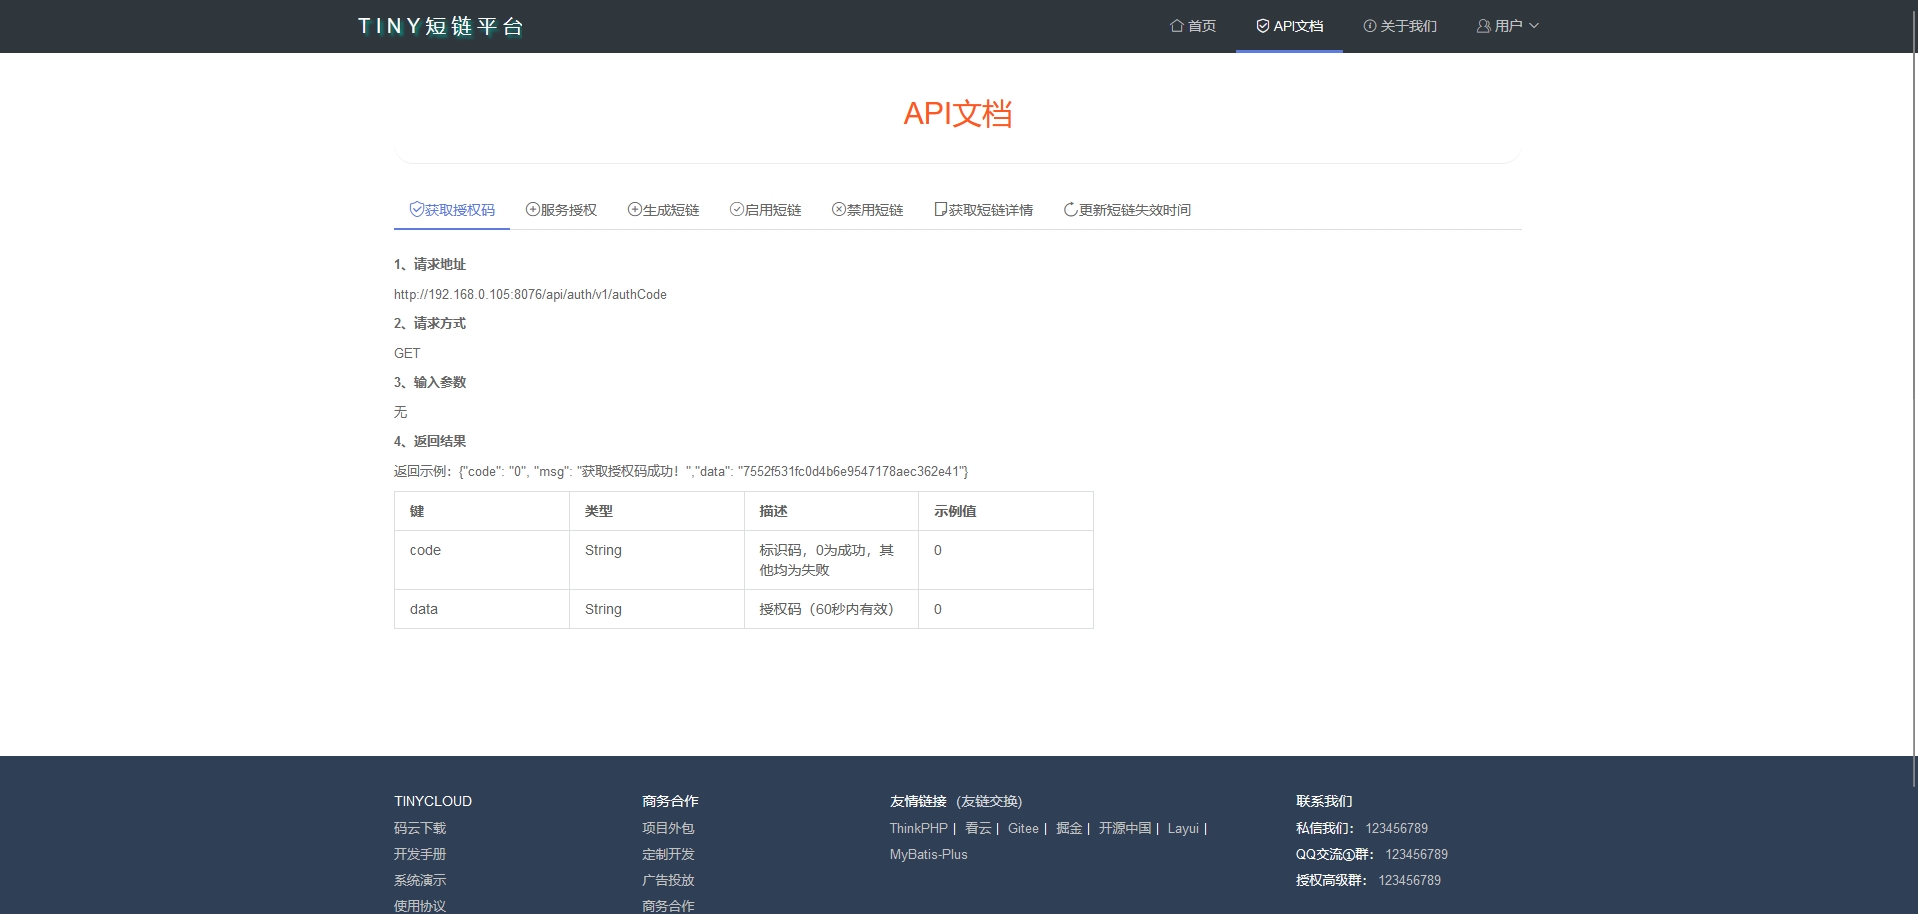 TINY短链平台
首页 API文档 关于我们 用户
API文档
获取授权码 服务授权 生成短链 启用短链 禁用短链 获取短链详情 更新短链失效时间
1、请求地址
http://192.168.0.105:8076/api/auth/v1/authCode
2、请求方式
GET
3、输入参数
无
4、返回结果
返回示例：{"code": "0", "msg": "获取授权码成功！","data": "7552f531fc0d4b6e9547178aec362e41"}
键 类型 描述 示例值
code String 标识码，0为成功，其他均为失败 0
data String 授权码（60秒内有效） 0
TINYCLOUD
码云下载
开发手册
系统演示
使用协议
商务合作
项目外包
定制开发
广告投放
商务合作
友情链接 (友链交换)
ThinkPHP | 看云 | Gitee | 掘金 | 开源中国 | Layui |
MyBatis-Plus
联系我们
私信我们： 123456789
QQ交流①群： 123456789
授权高级群： 123456789